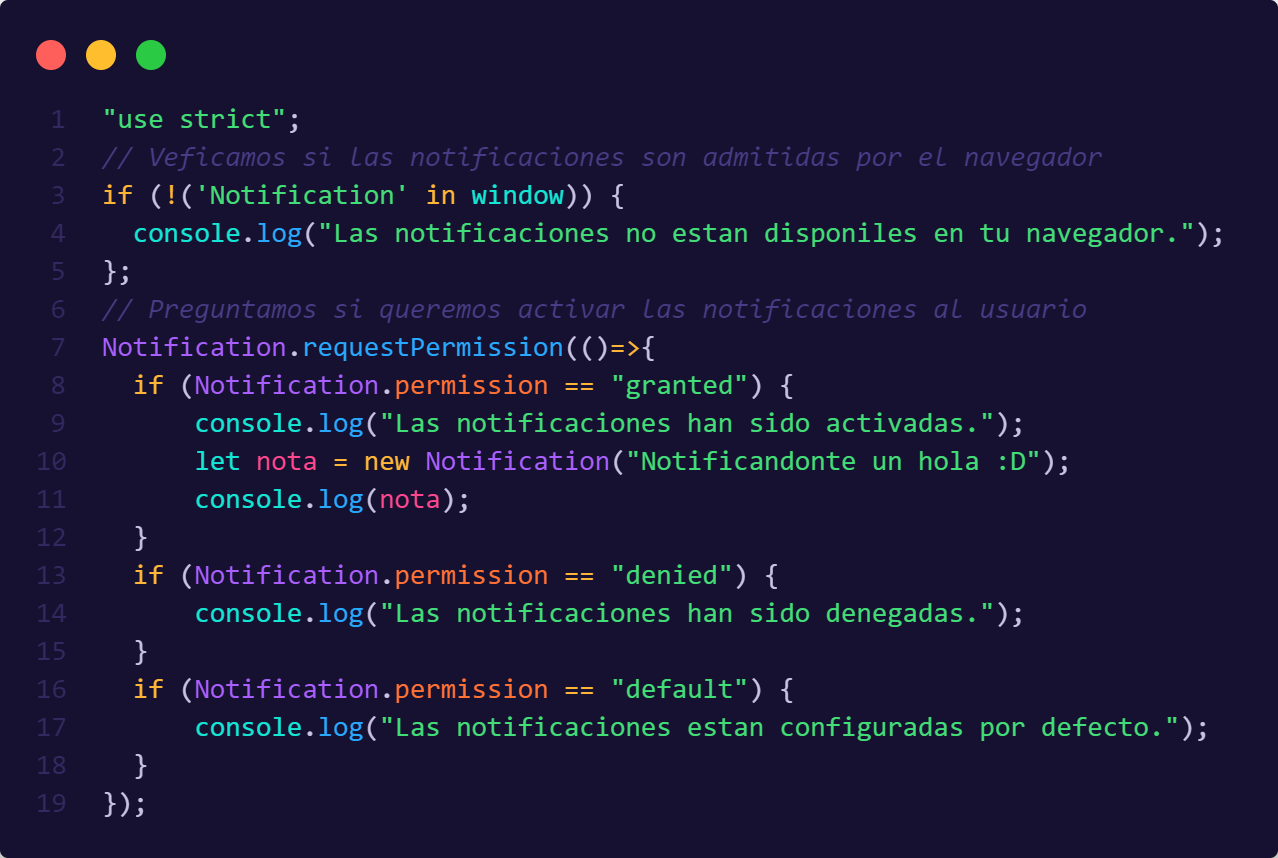 1 "use strict";
2 // Veficamos si las notificaciones son admitidas por el navegador
3 if (!('Notification' in window)) {
4   console.log("Las notificaciones no estan disponiles en tu navegador.");
5 };
6 // Preguntamos si queremos activar las notificaciones al usuario
7 Notification.requestPermission(()=>{
8   if (Notification.permission == "granted") {
9       console.log("Las notificaciones han sido activadas.");
10       let nota = new Notification("Notificandonte un hola :D");
11       console.log(nota);
12   }
13   if (Notification.permission == "denied") {
14       console.log("Las notificaciones han sido denegadas.");
15   }
16   if (Notification.permission == "default") {
17       console.log("Las notificaciones estan configuradas por defecto.");
18   }
19 });